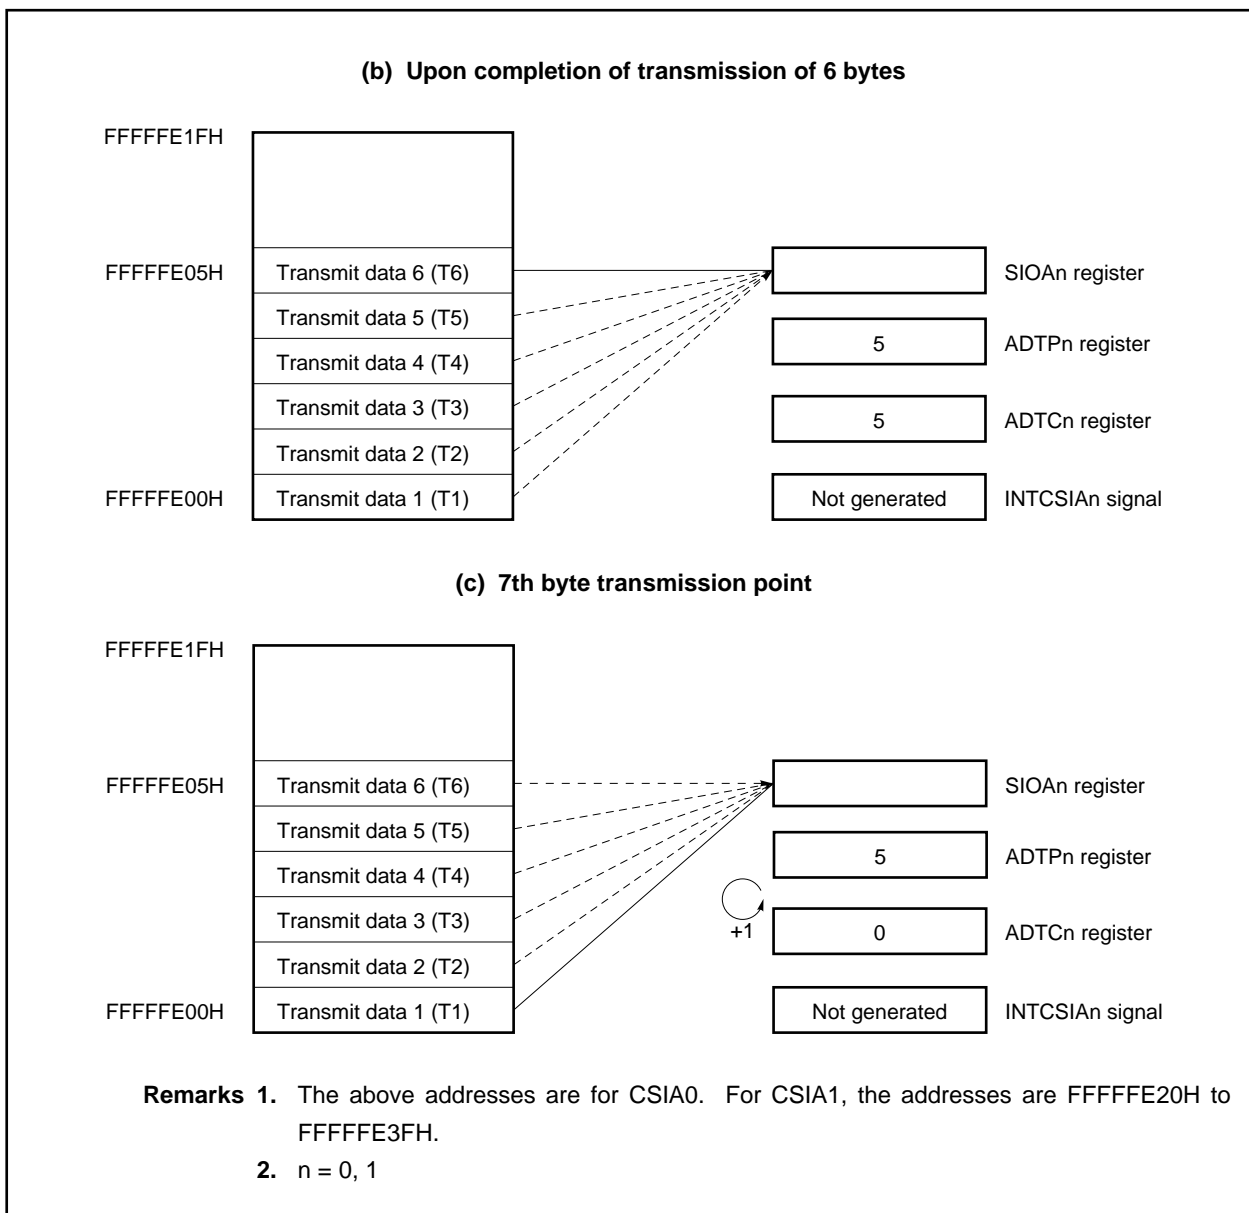 (b) Upon completion of transmission of 6 bytes
FFFFFE1FH
FFFFFE05H Transmit data 6 (T6) SIOAn register
Transmit data 5 (T5) 5 ADTPn register
Transmit data 4 (T4)
Transmit data 3 (T3) 5 ADTCn register
Transmit data 2 (T2)
FFFFFE00H Transmit data 1 (T1) Not generated INTCSIAn signal
(c) 7th byte transmission point
FFFFFE1FH
FFFFFE05H Transmit data 6 (T6) SIOAn register
Transmit data 5 (T5) 5 ADTPn register
Transmit data 4 (T4)
Transmit data 3 (T3) +1 0 ADTCn register
Transmit data 2 (T2)
FFFFFE00H Transmit data 1 (T1) Not generated INTCSIAn signal
Remarks 1. The above addresses are for CSIA0. For CSIA1, the addresses are FFFFFE20H to
FFFFFE3FH.
2. n = 0, 1